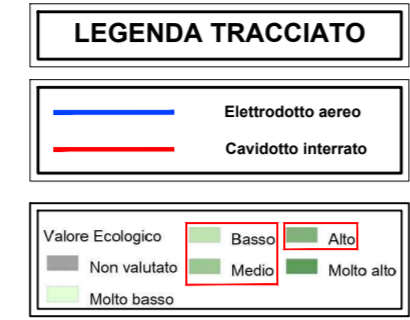 LEGENDA TRACCIATO
Elettrodotto aereo
Cavidotto interrato
Valore Ecologico
Basso
Alto
Non valutato
Medio
Molto alto
Molto basso